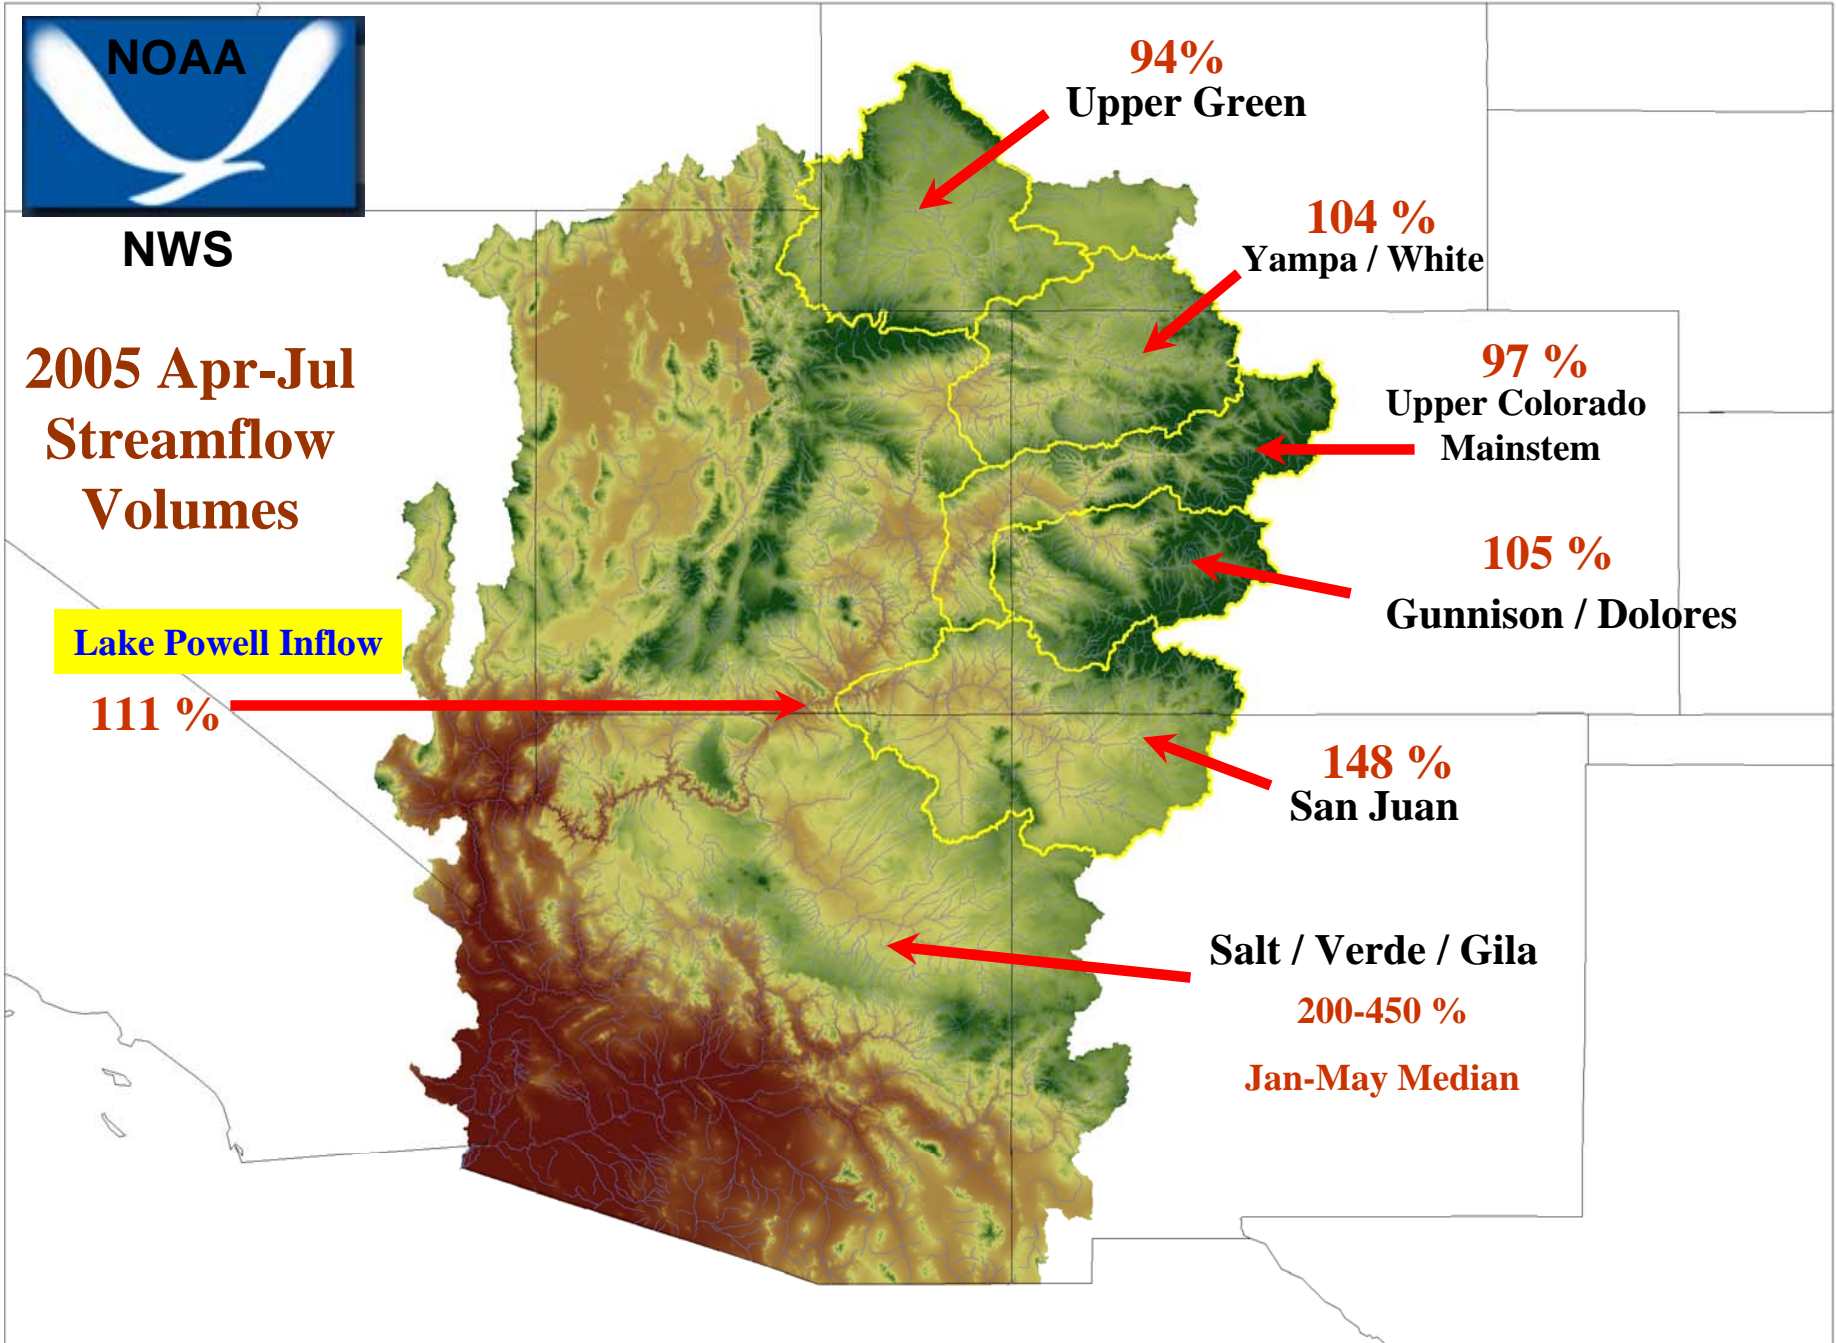 NOAA
NWS
2005 Apr-Jul
Streamflow
Volumes
94%
Upper Green
104 %
Yampa / White
97 %
Upper Colorado
Mainstem
105 %
Gunnison / Dolores
Lake Powell Inflow
111 %
148 %
San Juan
Salt / Verde / Gila
200-450 %
Jan-May Median